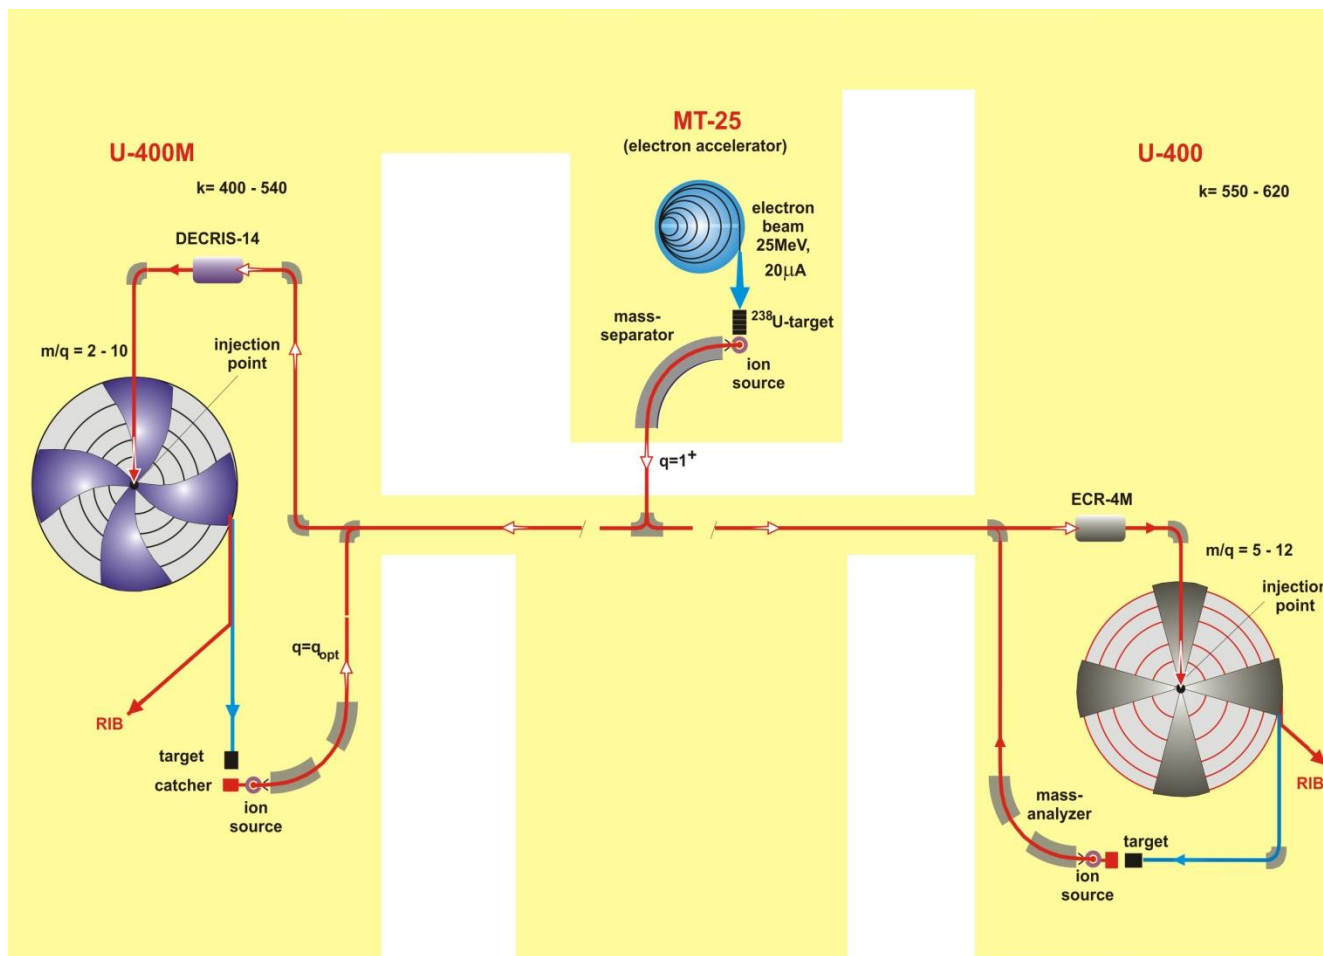 U-400M
k= 400 - 540
DECRIS-14
m/q = 2 - 10
injection
point
RIB
target
catcher
ion
source
q=qopt
MT-25
(electron accelerator)
electron
beam
25MeV,
20μA
238U-target
mass-
separator
ion
source
q=1+
U-400
k= 550 - 620
ECR-4M
m/q = 5 - 12
injection
point
RIB
mass-
analyzer
target
ion
source